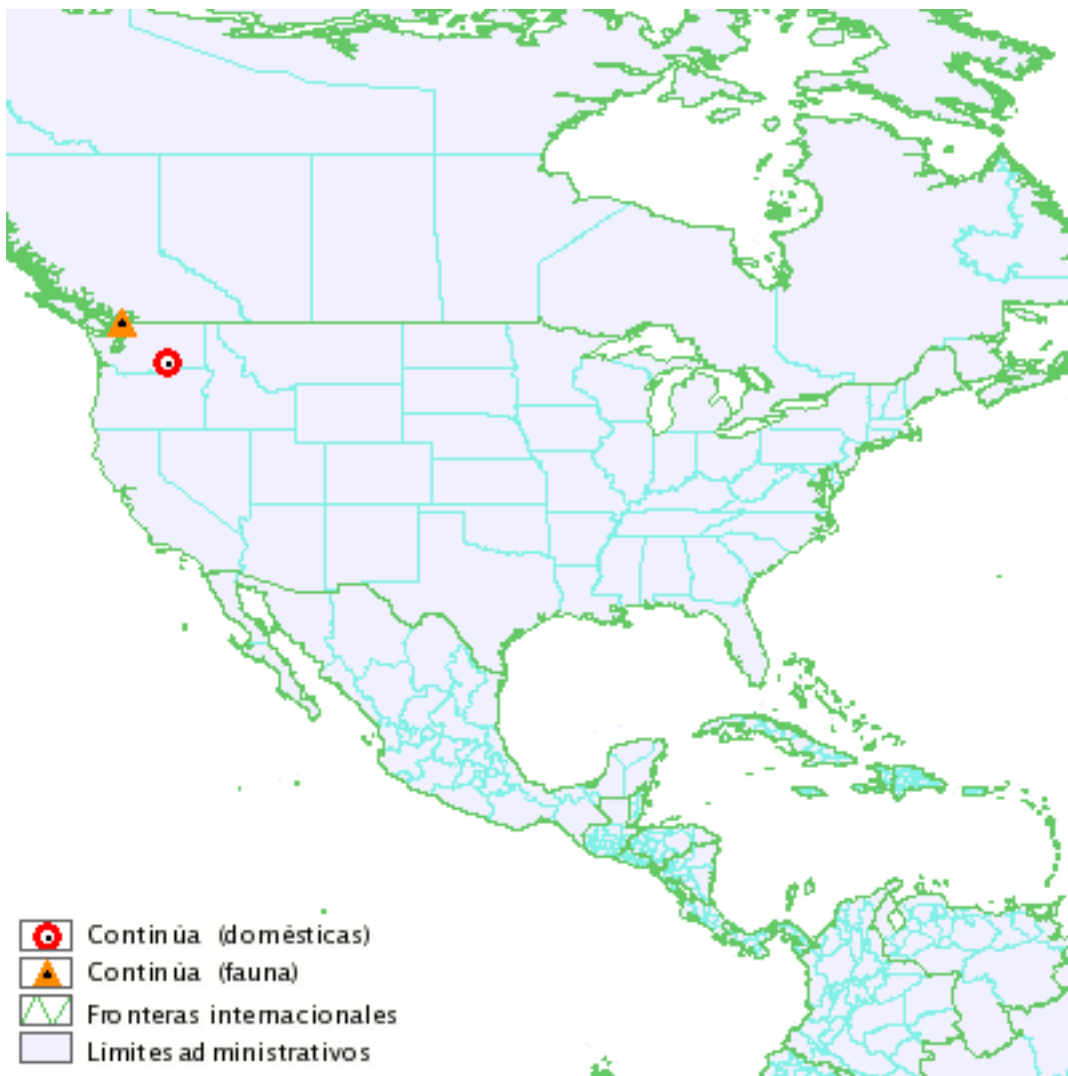 Continúa (domésticas)
Continúa (fauna)
Fronteras internacionales
Límites administrativos